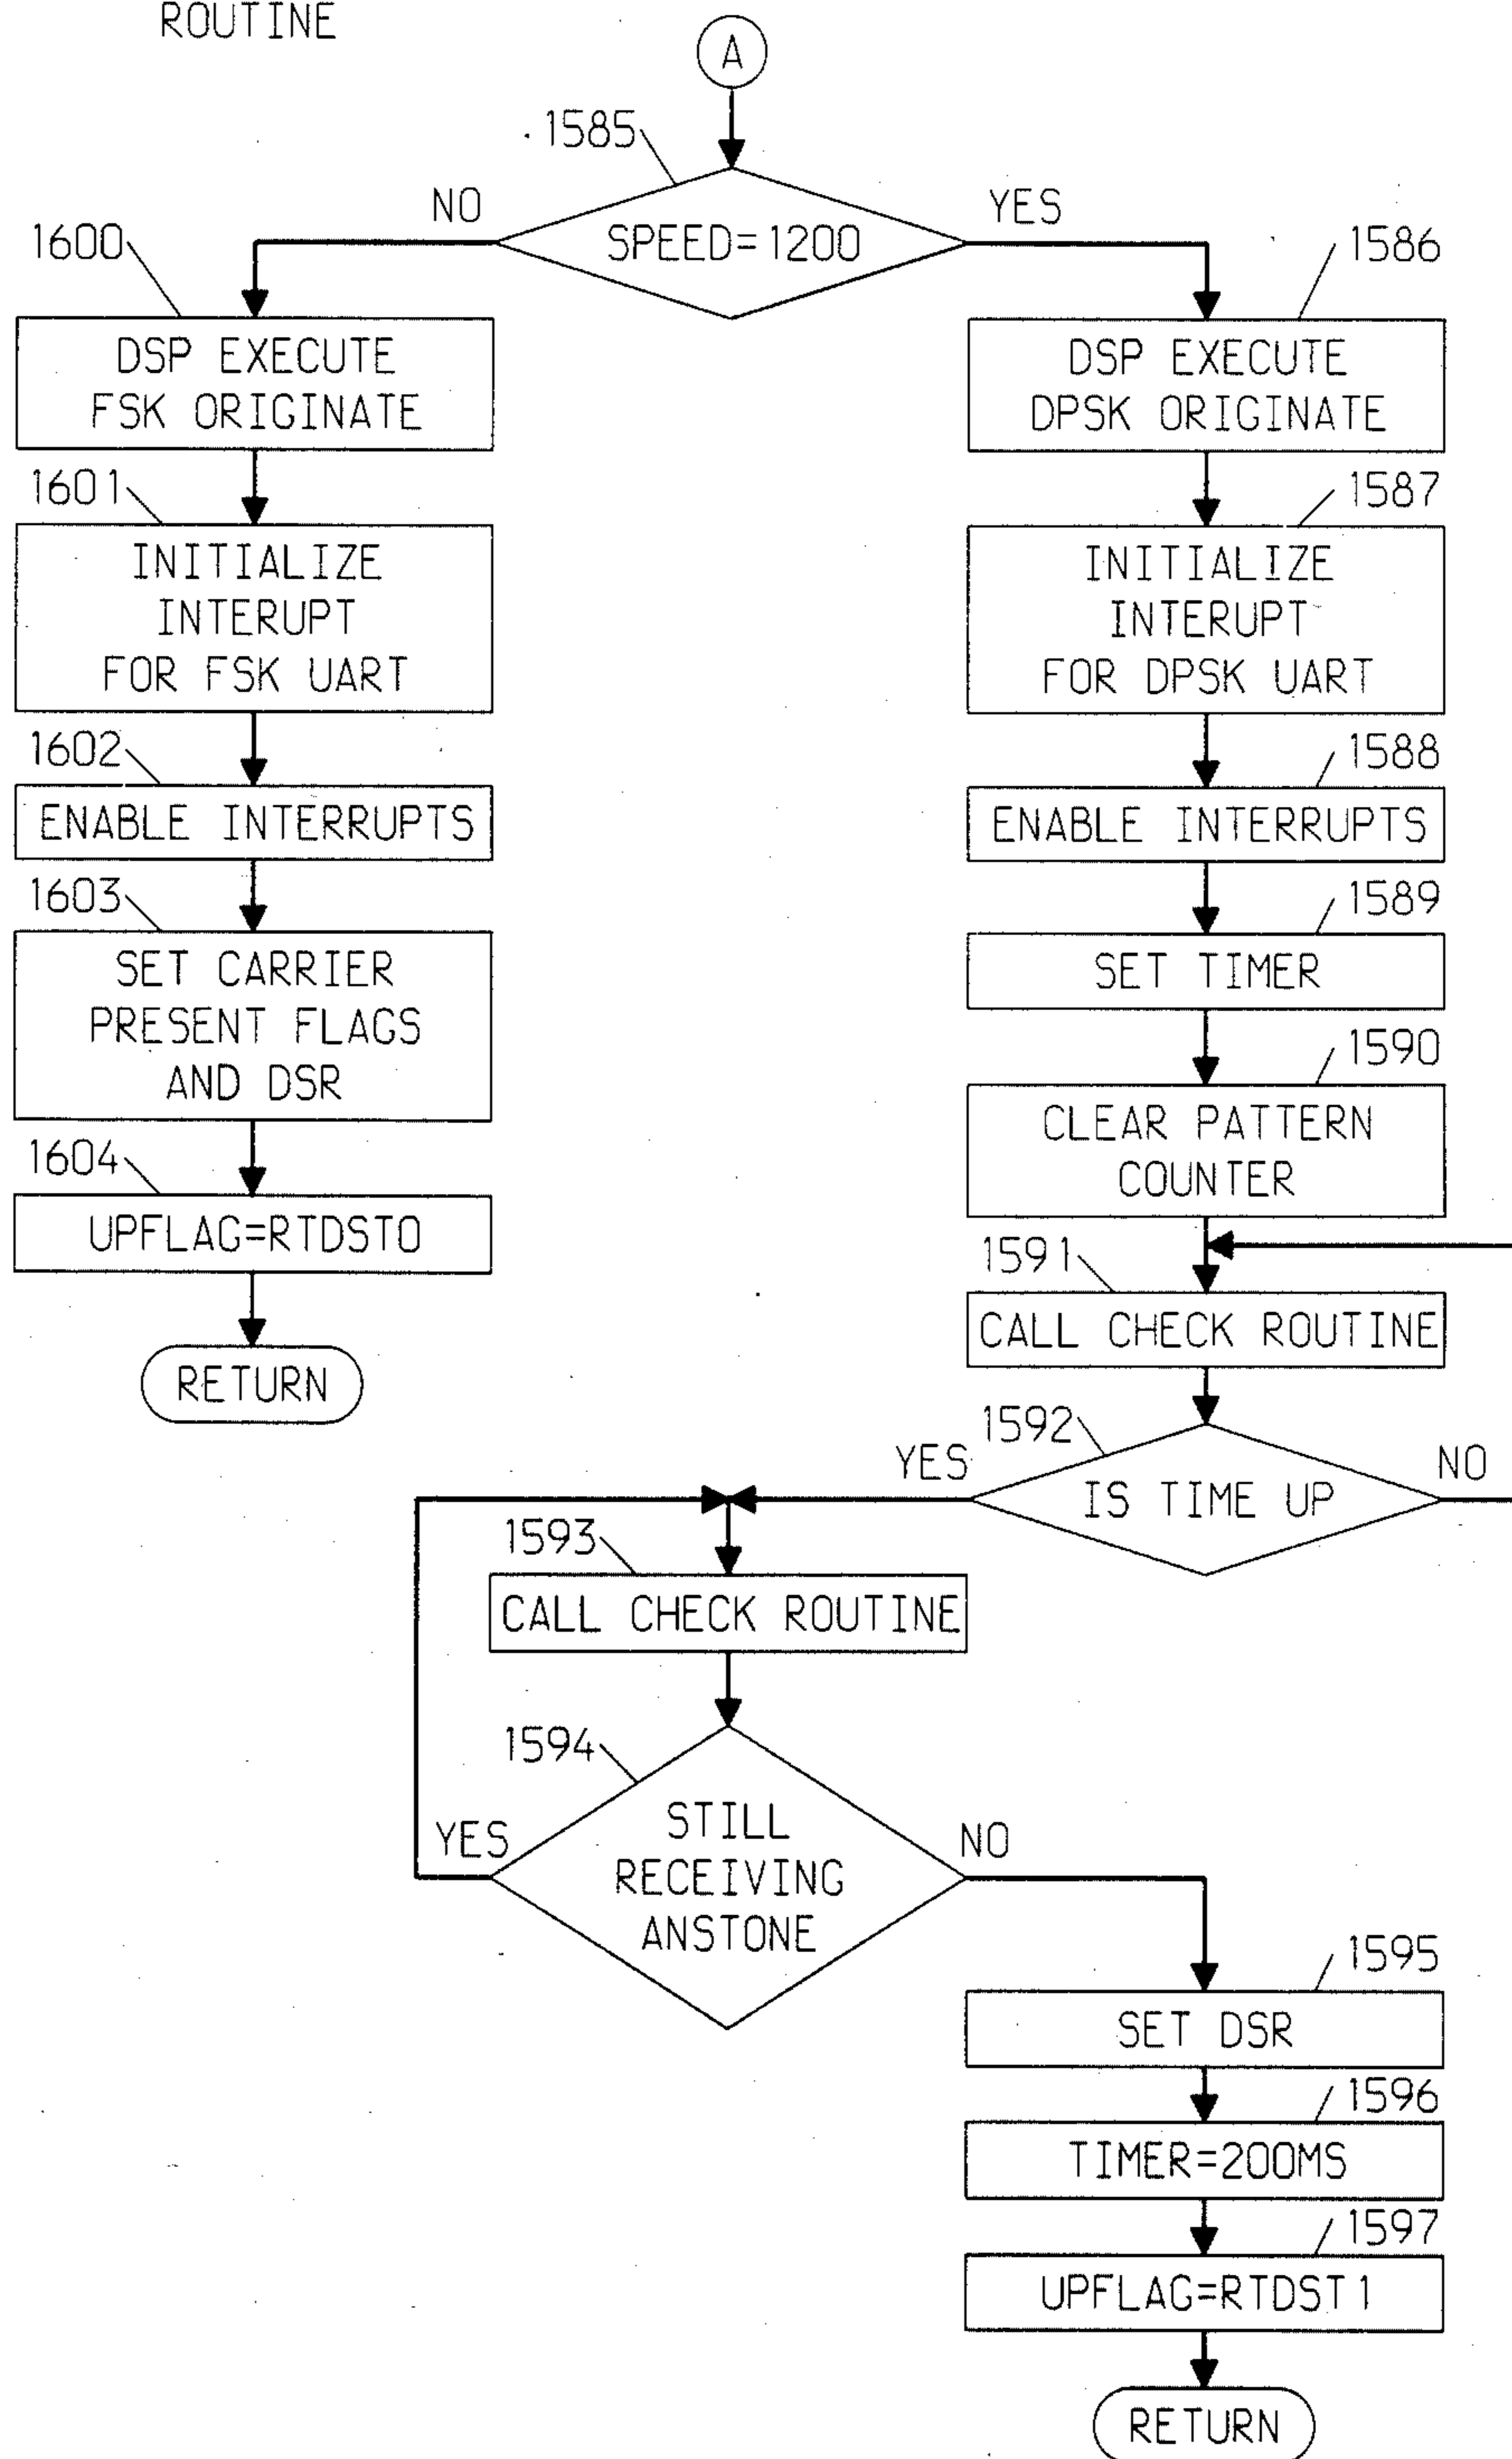 ROUTINE
A
1585
SPEED=1200
NO
YES
1600
DSP EXECUTE
FSK ORIGINATE
1601
INITIALIZE
INTERUPT
FOR FSK UART
1602
ENABLE INTERRUPTS
1603
SET CARRIER
PRESENT FLAGS
AND DSR
1604
UPFLAG=RTDST0
RETURN
1586
DSP EXECUTE
DPSK ORIGINATE
1587
INITIALIZE
INTERUPT
FOR DPSK UART
1588
ENABLE INTERRUPTS
1589
SET TIMER
1590
CLEAR PATTERN
COUNTER
1591
CALL CHECK ROUTINE
1592
IS TIME UP
YES
NO
1593
CALL CHECK ROUTINE
1594
STILL
RECEIVING
ANSTONE
YES
NO
1595
SET DSR
1596
TIMER=200MS
1597
UPFLAG=RTDST1
RETURN